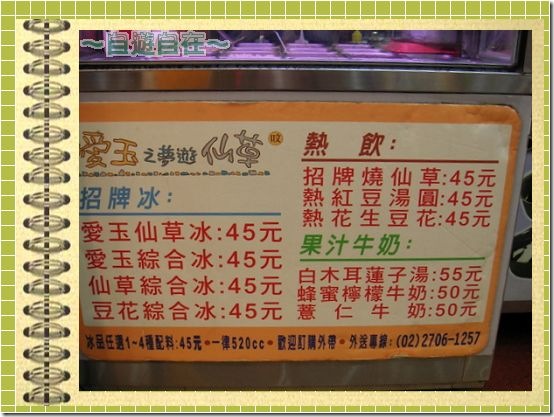 ～自遊自在～
愛玉之夢遊仙草
招牌冰：
愛玉仙草冰:45元
愛玉綜合冰:45元
仙草綜合冰:45元
豆花綜合冰:45元
熱 飲：
招牌燒仙草:45元
熱紅豆湯圓:45元
熱花生豆花:45元
果汁牛奶：
白木耳蓮子湯:55元
蜂蜜檸檬牛奶:50元
薏仁牛奶:50元
冰品任選1~4種配料:45元•一律520cc•歡迎訂購外帶•外送專線:(02)2706-1257